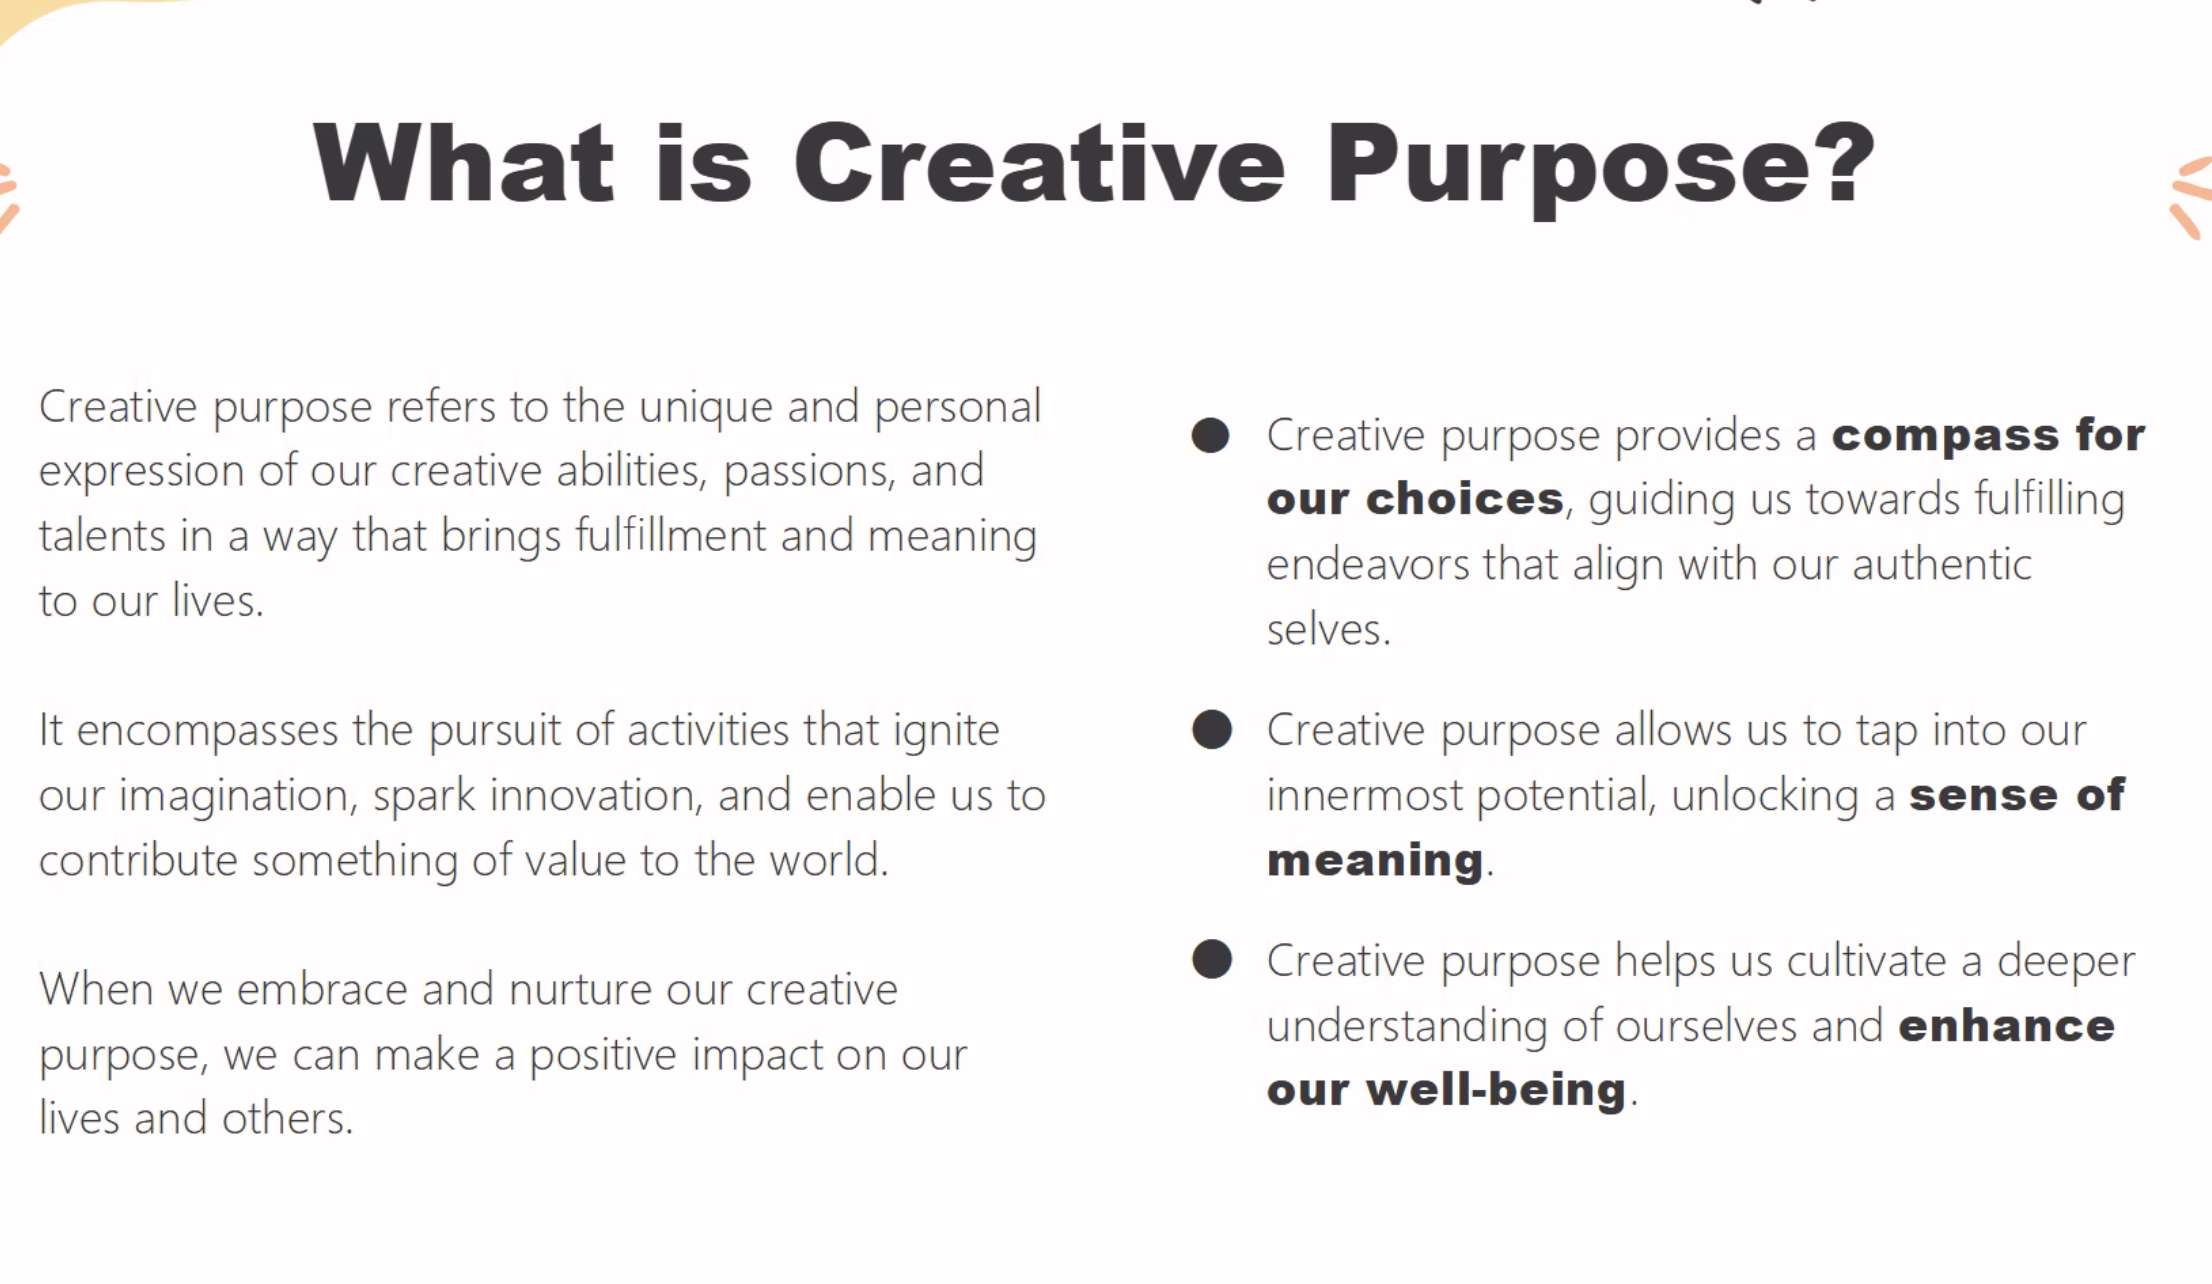 What is Creative Purpose?
Creative purpose refers to the unique and personal
expression of our creative abilities, passions, and
talents in a way that brings fulfillment and meaning
to our lives.
It encompasses the pursuit of activities that ignite
our imagination, spark innovation, and enable us to
contribute something of value to the world.
When we embrace and nurture our creative
purpose, we can make a positive impact on our
lives and others.
● Creative purpose provides a compass for
our choices, guiding us towards fulfilling
endeavors that align with our authentic
selves.
● Creative purpose allows us to tap into our
innermost potential, unlocking a sense of
meaning.
● Creative purpose helps us cultivate a deeper
understanding of ourselves and enhance
our well-being.